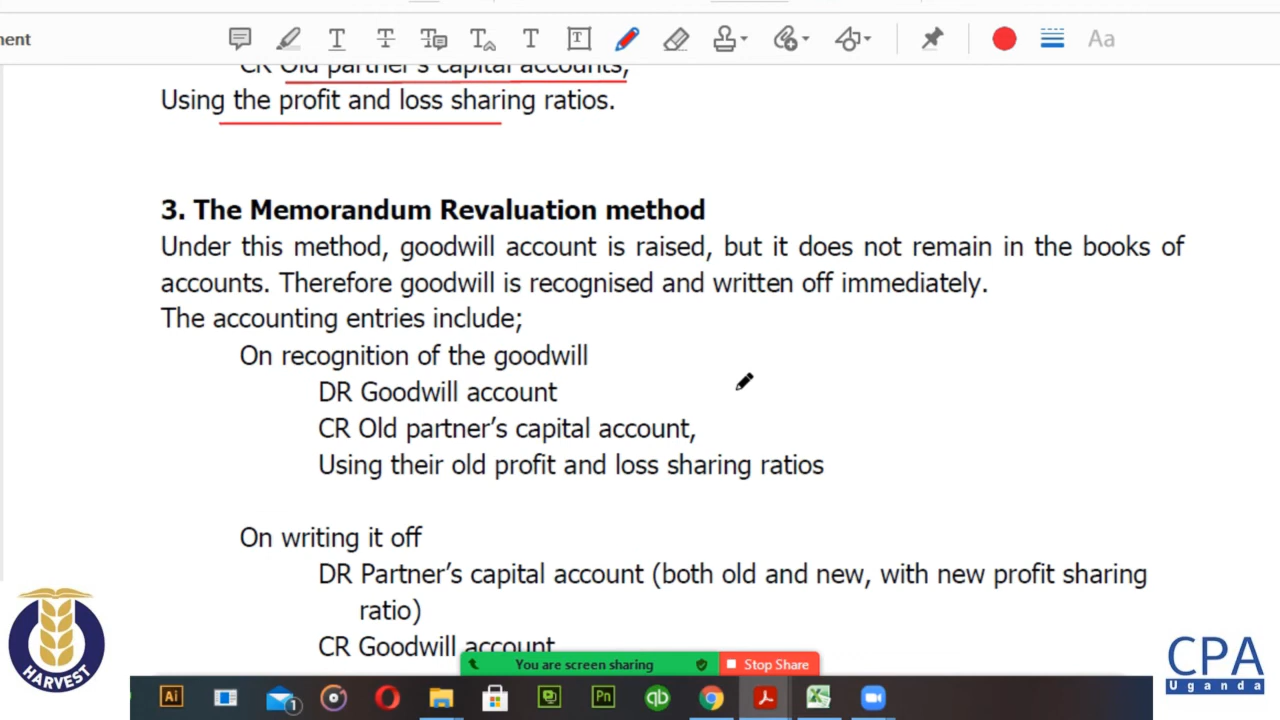 ment
T T T T T T Aa
CR Old partner's capital accounts,
Using the profit and loss sharing ratios.
3. The Memorandum Revaluation method
Under this method, goodwill account is raised, but it does not remain in the books of
accounts. Therefore goodwill is recognised and written off immediately.
The accounting entries include;
On recognition of the goodwill
DR Goodwill account
CR Old partner's capital account,
Using their old profit and loss sharing ratios
On writing it off
DR Partner's capital account (both old and new, with new profit sharing
ratio)
CR Goodwill account
You are screen sharing Stop Share
HARVEST
CPA
Uganda
Ai 1 Pn qb